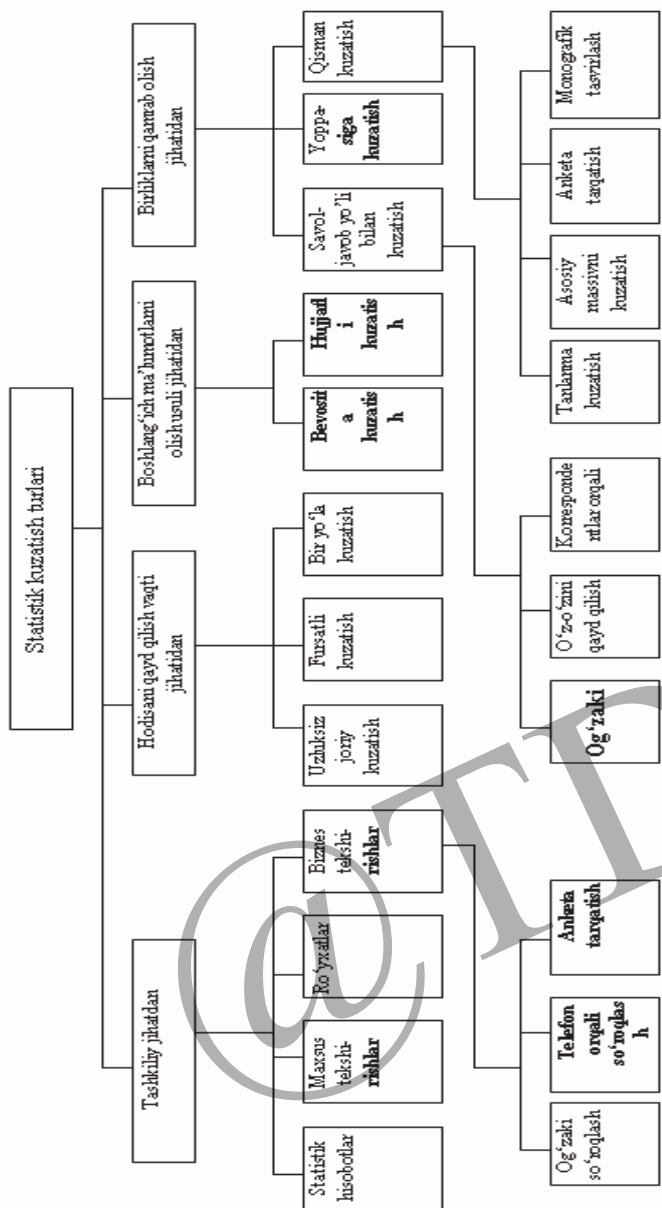 Statistik kuzatish turlari
Tashkiliy jihatdan
Hodisani qayd qilish vaqti
jihatidan
Boshlang‘ich ma’lumotlarni
olish usuli jihatidan
Birliklarni qamrab olish
jihatidan
Statistik
hisobotlar
Maxsus
tekshi-
rishlar
Ro‘yxatlar
Biznes
tekshi-
rishlar
Uzluksiz
joriy
kuzatish
Fursatli
kuzatish
Bir yo‘la
kuzatish
Bevosit
a
kuzatis
h
Hujjatl
i
kuzatis
h
Savol-
javob yo’li
bilan
kuzatish
Yoppa-
siga
kuzatish
Qisman
kuzatish
Og‘zaki
so‘roqlash
Telefon
orqali
so‘roqlas
h
Anketa
tarqatish
Og‘zaki
O‘z-o‘zini
qayd qilish
Korresponde
ntlar orqali
Tanlanma
kuzatish
Asosiy
massivni
kuzatish
Anketa
tarqatish
Monografik
tasvirlash